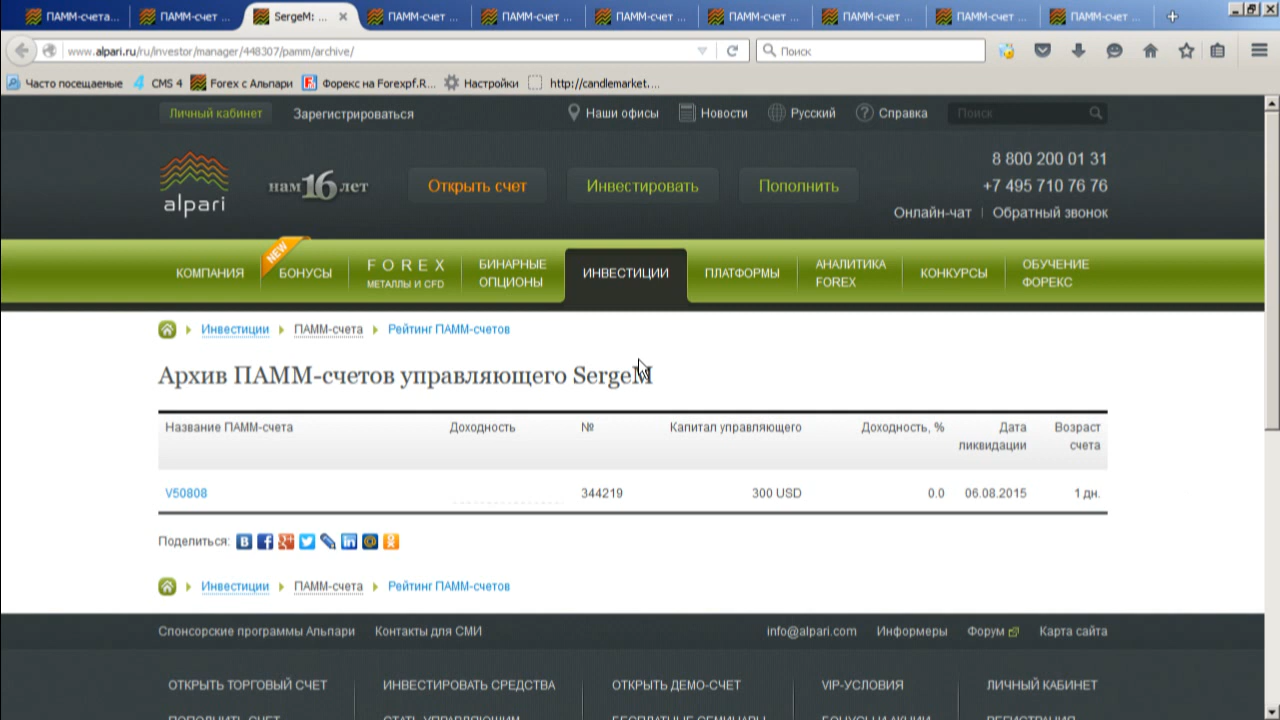 ПАММ-счета...
ПАММ-счет ...
SergeM: ...
ПАММ-счет ...
ПАММ-счет ...
ПАММ-счет ...
ПАММ-счет ...
ПАММ-счет ...
ПАММ-счет ...
ПАММ-счет ...
www.alpari.ru/ru/investor/manager/448307/pamm/archive/
Поиск
Часто посещаемые
CMS 4
Forex с Альпари
Форекс на Forexpf.R...
Настройки
http://candlemarket....
Личный кабинет
Зарегистрироваться
Наши офисы
Новости
Русский
Справка
Поиск
alpari
нам 16 лет
Открыть счет
Инвестировать
Пополнить
8 800 200 01 31
+7 495 710 76 76
Онлайн-чат | Обратный звонок
NEW
КОМПАНИЯ
БОНУСЫ
FOREX
МЕТАЛЛЫ И CFD
БИНАРНЫЕ
ОПЦИОНЫ
ИНВЕСТИЦИИ
ПЛАТФОРМЫ
АНАЛИТИКА
FOREX
КОНКУРСЫ
ОБУЧЕНИЕ
ФОРЕКС
Инвестиции ПАММ-счета Рейтинг ПАММ-счетов
Архив ПАММ-счетов управляющего SergeM
Название ПАММ-счета
Доходность
№
Капитал управляющего
Доходность, %
Дата
ликвидации
Возраст
счета
V50808 344219 300 USD 0.0 06.08.2015 1 дн.
Поделиться:
Инвестиции ПАММ-счета Рейтинг ПАММ-счетов
Спонсорские программы Альпари
Контакты для СМИ
info@alpari.com
Информеры
Форум
Карта сайта
ОТКРЫТЬ ТОРГОВЫЙ СЧЕТ
ИНВЕСТИРОВАТЬ СРЕДСТВА
ОТКРЫТЬ ДЕМО-СЧЕТ
VIP-УСЛОВИЯ
ЛИЧНЫЙ КАБИНЕТ